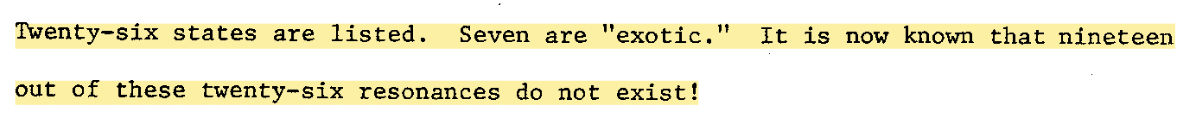 Twenty-six states are listed.  Seven are "exotic."  It is now known that nineteen
out of these twenty-six resonances do not exist!